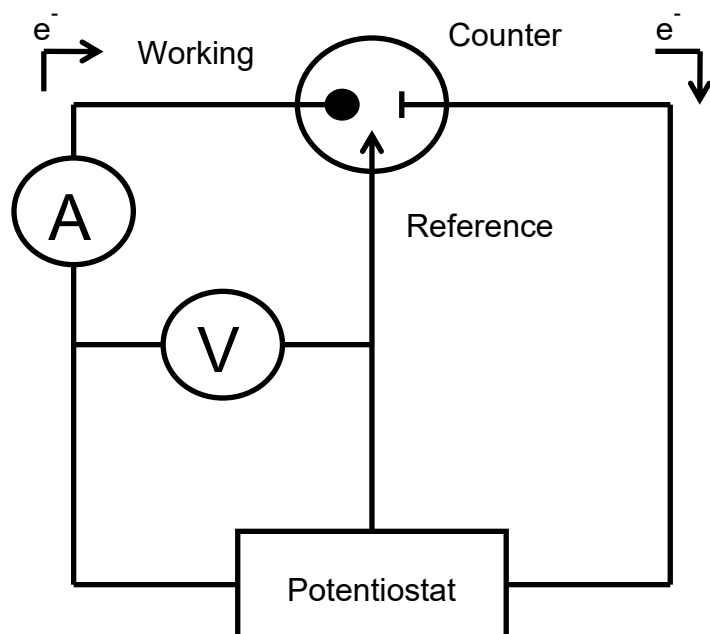 e-
Working
Counter
e-
A
Reference
V
Potentiostat